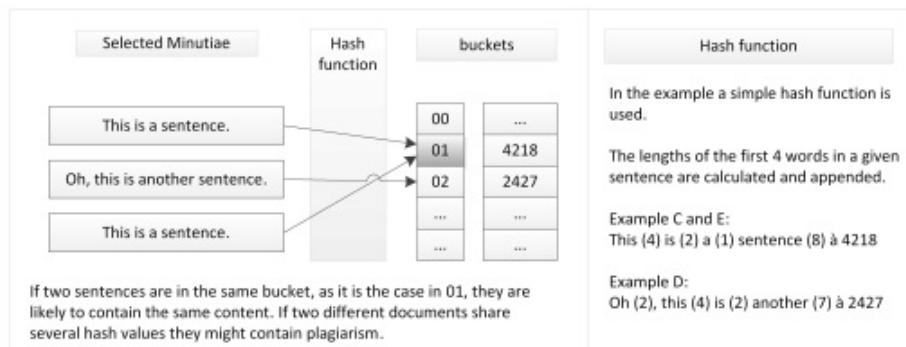 Selected Minutiae
Hash
function
buckets
This is a sentence.
Oh, this is another sentence.
This is a sentence.
00
...
01
4218
02
2427
...
...
...
...
If two sentences are in the same bucket, as it is the case in 01, they are
likely to contain the same content. If two different documents share
several hash values they might contain plagiarism.
Hash function
In the example a simple hash function is
used.
The lengths of the first 4 words in a given
sentence are calculated and appended.
Example C and E:
This (4) is (2) a (1) sentence (8) à 4218
Example D:
Oh (2), this (4) is (2) another (7) à 2427